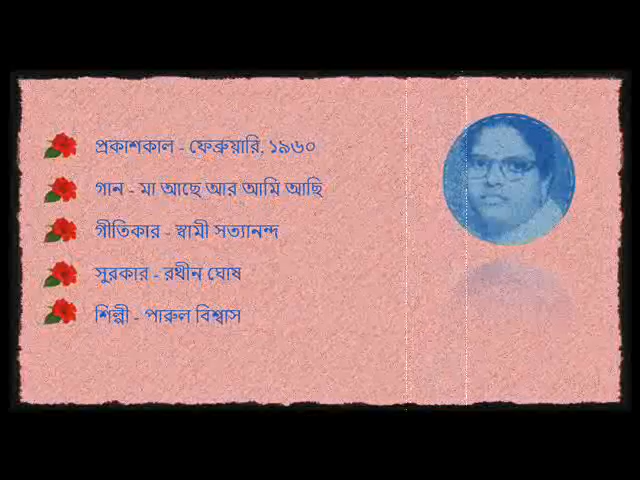 প্রকাশকাল - ফেব্রুয়ারি, ১৯৬০
গান - মা আছে আর আমি আছি
গীতিকার - স্বামী সত্যানন্দ
সুরকার - রথীন ঘোষ
শিল্পী - পারুল বিশ্বাস